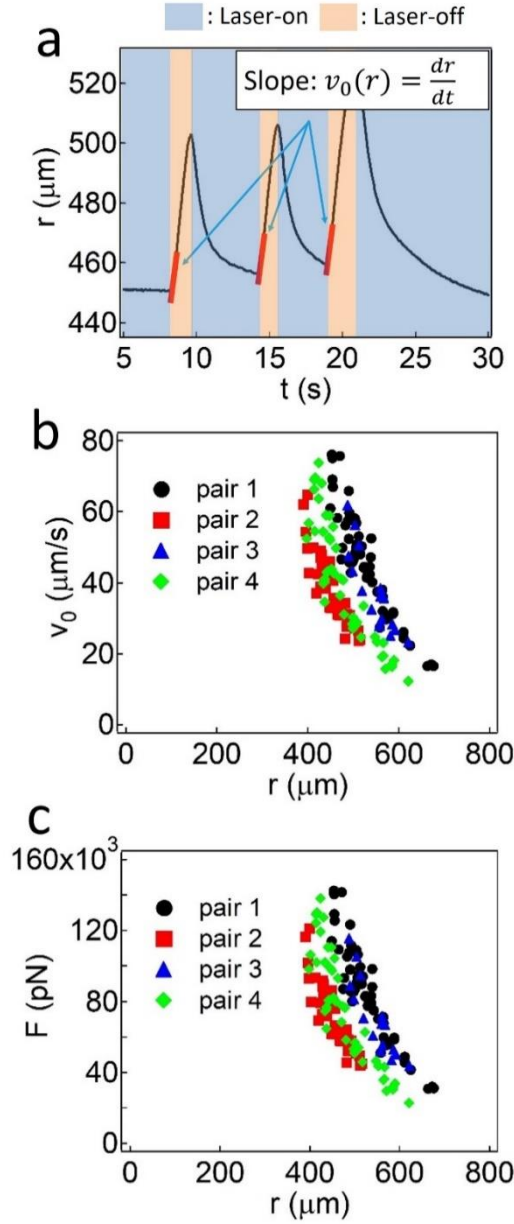 : Laser-on : Laser-off
a
Slope: v₀(r) = dr/dt
r (μm)
520
500
480
460
440
5 10 15 20 25 30
t (s)
b
v₀ (μm/s)
80
60
40
20
0
pair 1
pair 2
pair 3
pair 4
0 200 400 600 800
r (μm)
c
F (pN)
160x10³
120
80
40
0
pair 1
pair 2
pair 3
pair 4
0 200 400 600 800
r (μm)